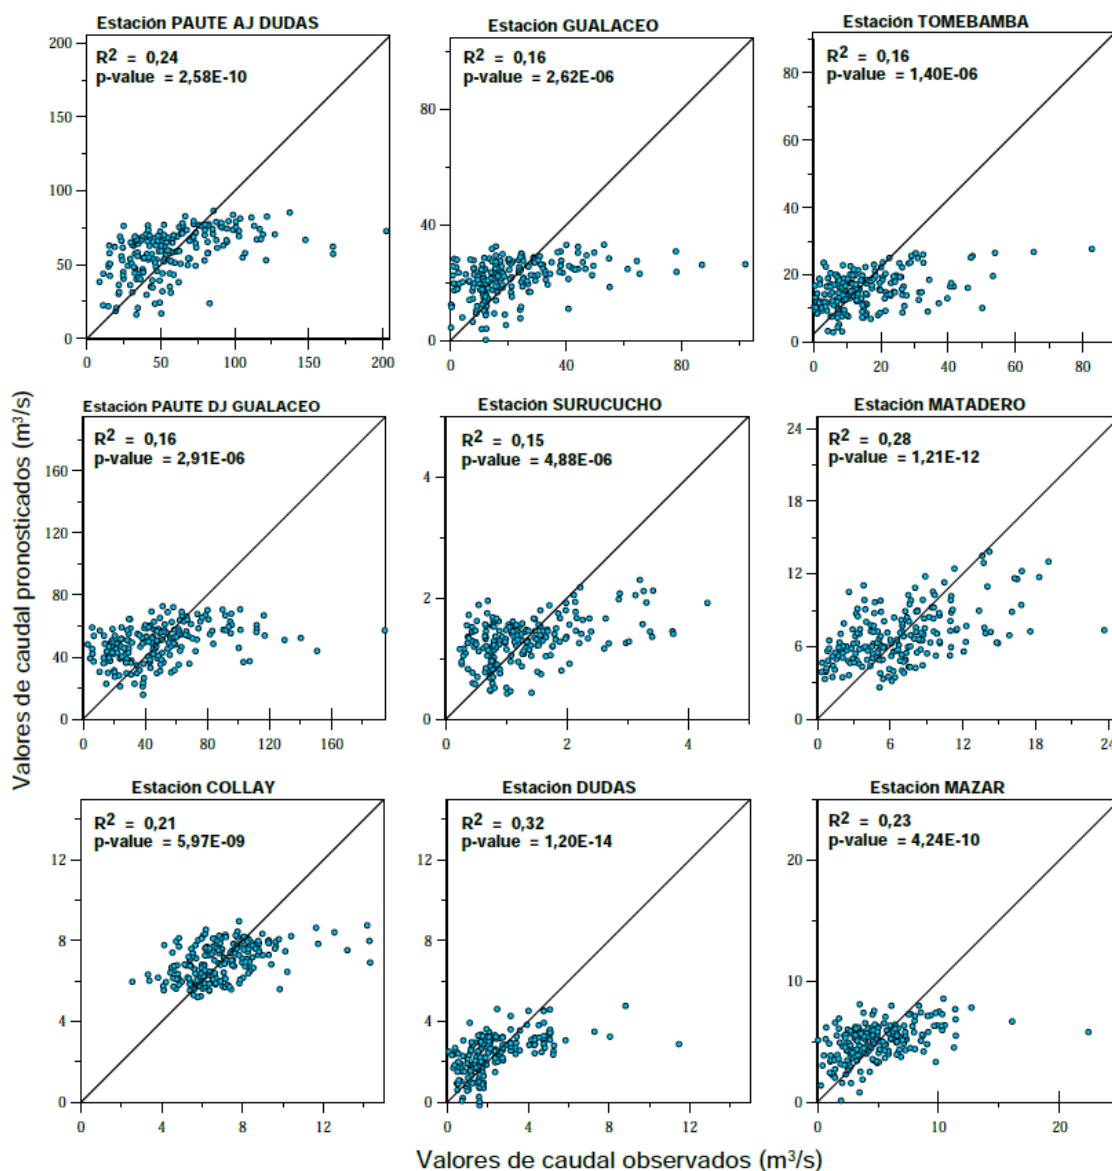 Estación PAUTE AJ DUDAS
R² = 0,24
p-value = 2,58E-10
200
150
100
50
0
0 50 100 150 200
Estación GUALACEO
R² = 0,16
p-value = 2,62E-06
80
40
0
0 40 80
Estación TOMEBAMBA
R² = 0,16
p-value = 1,40E-06
80
60
40
20
0
0 20 40 60 80
Valores de caudal pronosticados (m³/s)
Estación PAUTE DJ GUALACEO
R² = 0,16
p-value = 2,91E-06
160
120
80
40
0
0 40 80 120 160
Estación SURUCUCHO
R² = 0,15
p-value = 4,88E-06
4
2
0
0 2 4
Estación MATADERO
R² = 0,28
p-value = 1,21E-12
24
18
12
6
0
0 6 12 18 24
Estación COLLAY
R² = 0,21
p-value = 5,97E-09
12
8
4
0
0 4 8 12
Estación DUDAS
R² = 0,32
p-value = 1,20E-14
12
8
4
0
0 4 8 12
Estación MAZAR
R² = 0,23
p-value = 4,24E-10
20
10
0
0 10 20
Valores de caudal observados (m³/s)